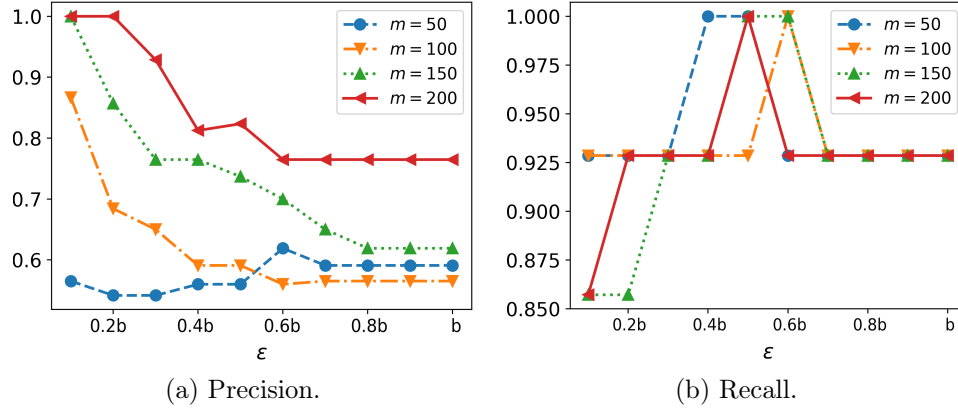 1.0
0.9
0.8
0.7
0.6
0.2b 0.4b 0.6b 0.8b b
ε
m = 50
m = 100
m = 150
m = 200
(a) Precision.
1.000
0.975
0.950
0.925
0.900
0.875
0.850
0.2b 0.4b 0.6b 0.8b b
ε
m = 50
m = 100
m = 150
m = 200
(b) Recall.